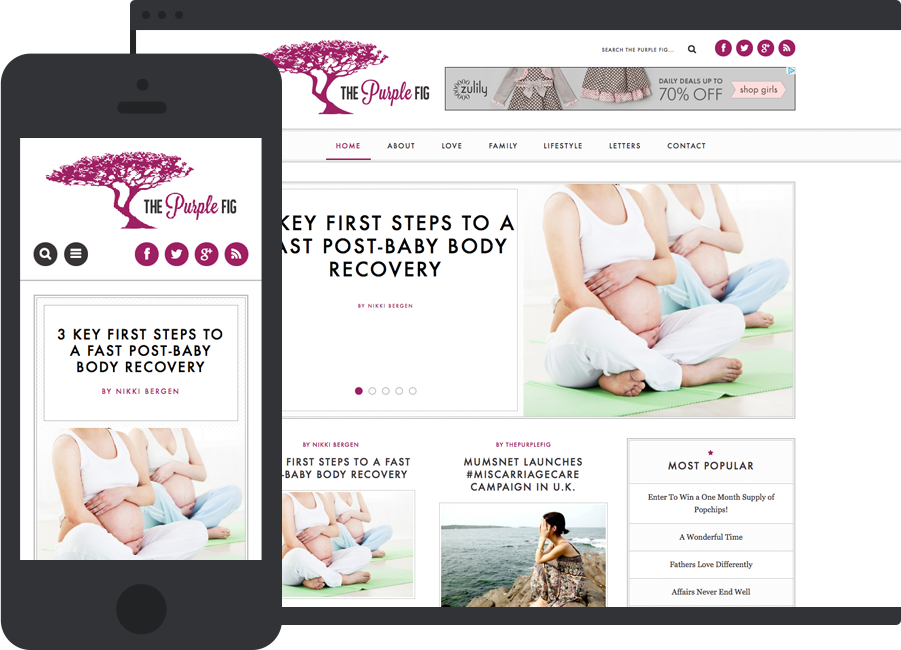 THE Purple FIG
3 KEY FIRST STEPS TO
A FAST POST-BABY
BODY RECOVERY
BY NIKKI BERGEN
THE Purple FIG
SEARCH THE PURPLE FIG...
zulily
DAILY DEALS UP TO
70% OFF
shop girls
HOME ABOUT LOVE FAMILY LIFESTYLE LETTERS CONTACT
KEY FIRST STEPS TO A
AST POST-BABY BODY
RECOVERY
BY NIKKI BERGEN
BY NIKKI BERGEN
FIRST STEPS TO A FAST
-BABY BODY RECOVERY
BY THEPURPLEFIG
MUMSNET LAUNCHES
#MISCARRIAGECARE
CAMPAIGN IN U.K.
MOST POPULAR
Enter To Win a One Month Supply of
Popchips!
A Wonderful Time
Fathers Love Differently
Affairs Never End Well